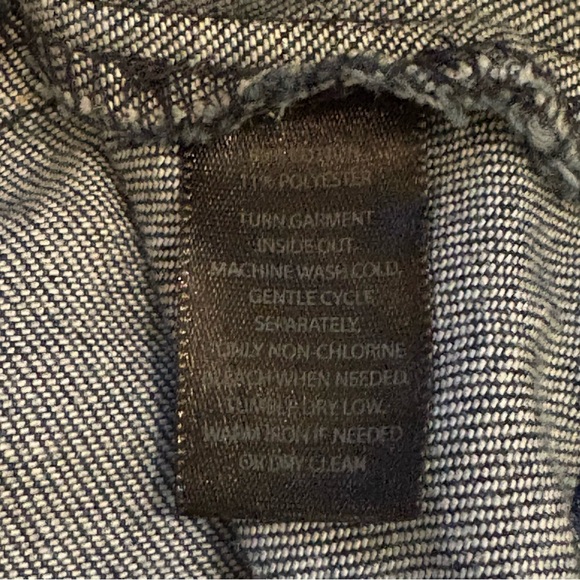 11% POLYESTER
TURN GARMENT
INSIDE OUT.
MACHINE WASH COLD,
GENTLE CYCLE
SEPARATELY,
ONLY NON-CHLORINE
BLEACH WHEN NEEDED,
TUMBLE DRY LOW,
WARM IRON IF NEEDED
OR DRY CLEAN